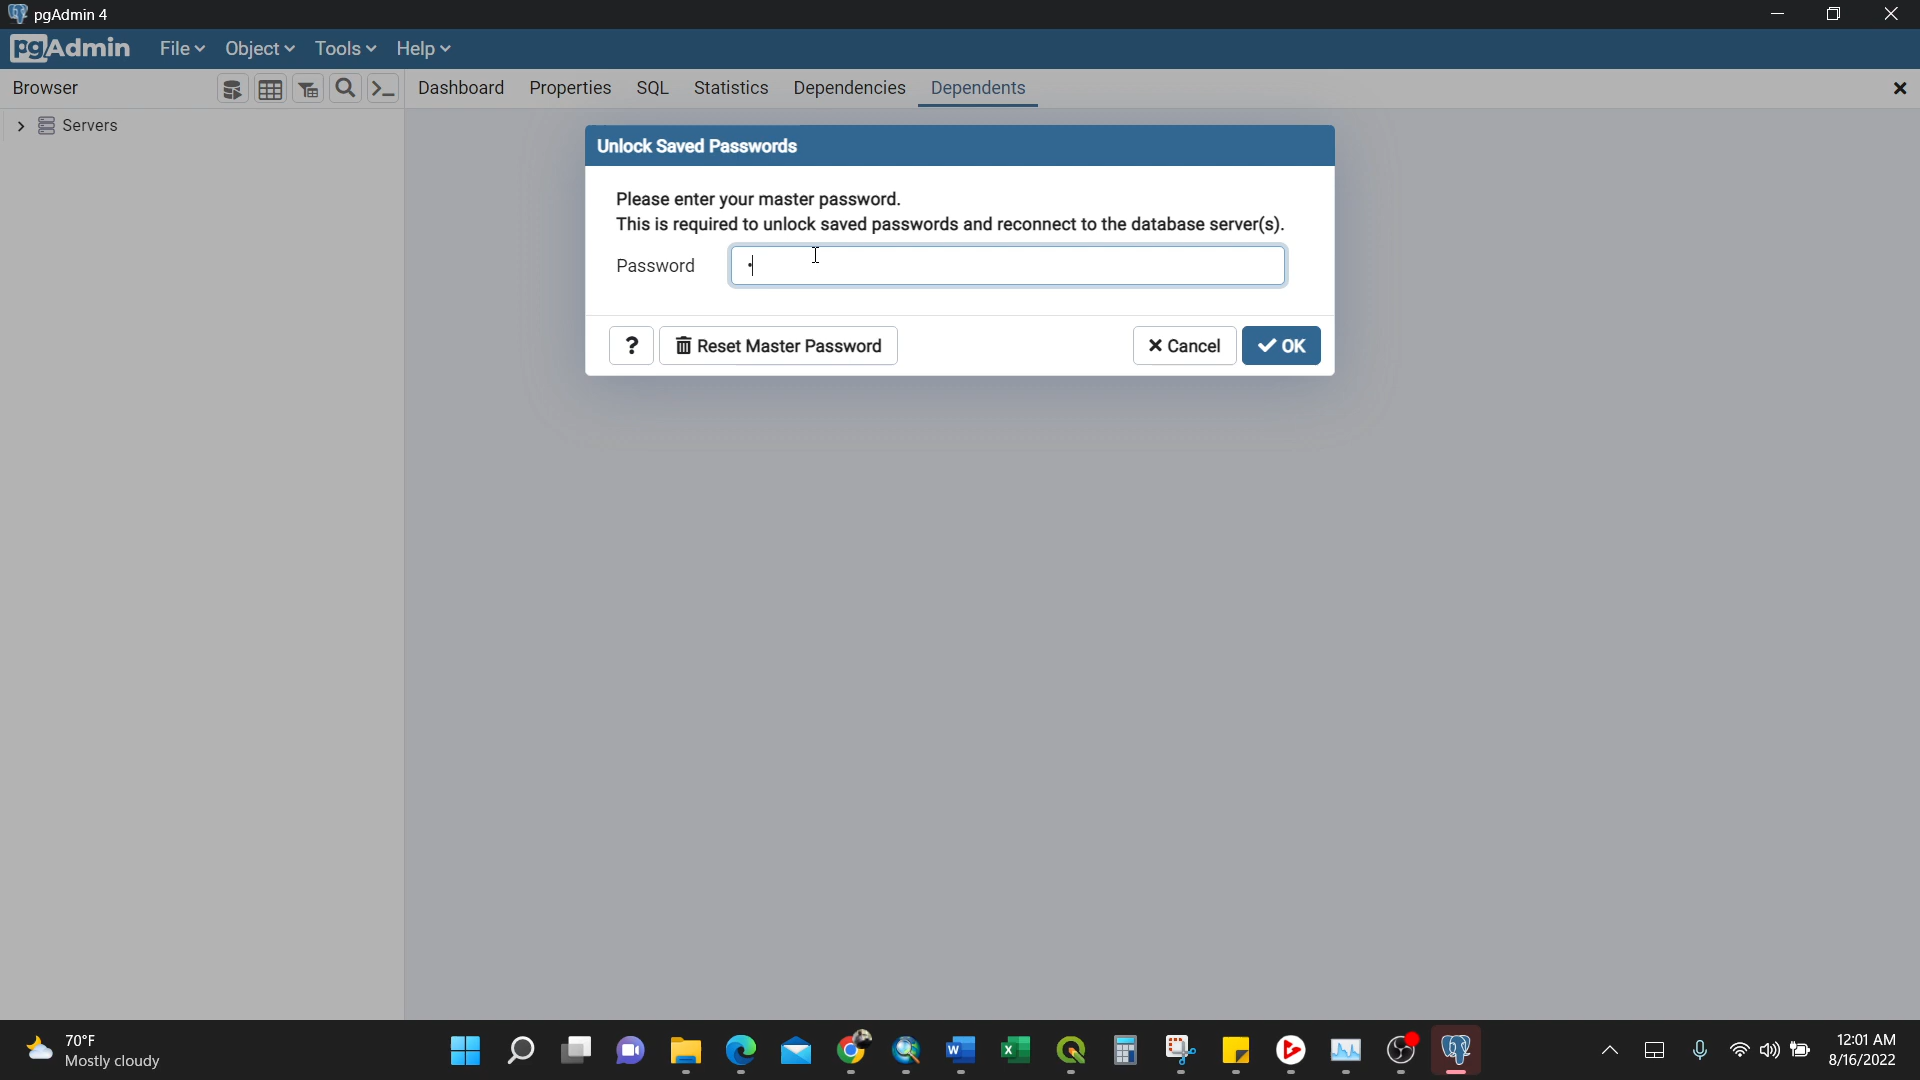 pgAdmin 4
pgAdmin File Object Tools Help
Browser Dashboard Properties SQL Statistics Dependencies Dependents
Servers
Unlock Saved Passwords
Please enter your master password.
This is required to unlock saved passwords and reconnect to the database server(s).
Password
? Reset Master Password Cancel OK
70°F
Mostly cloudy
12:01 AM
8/16/2022